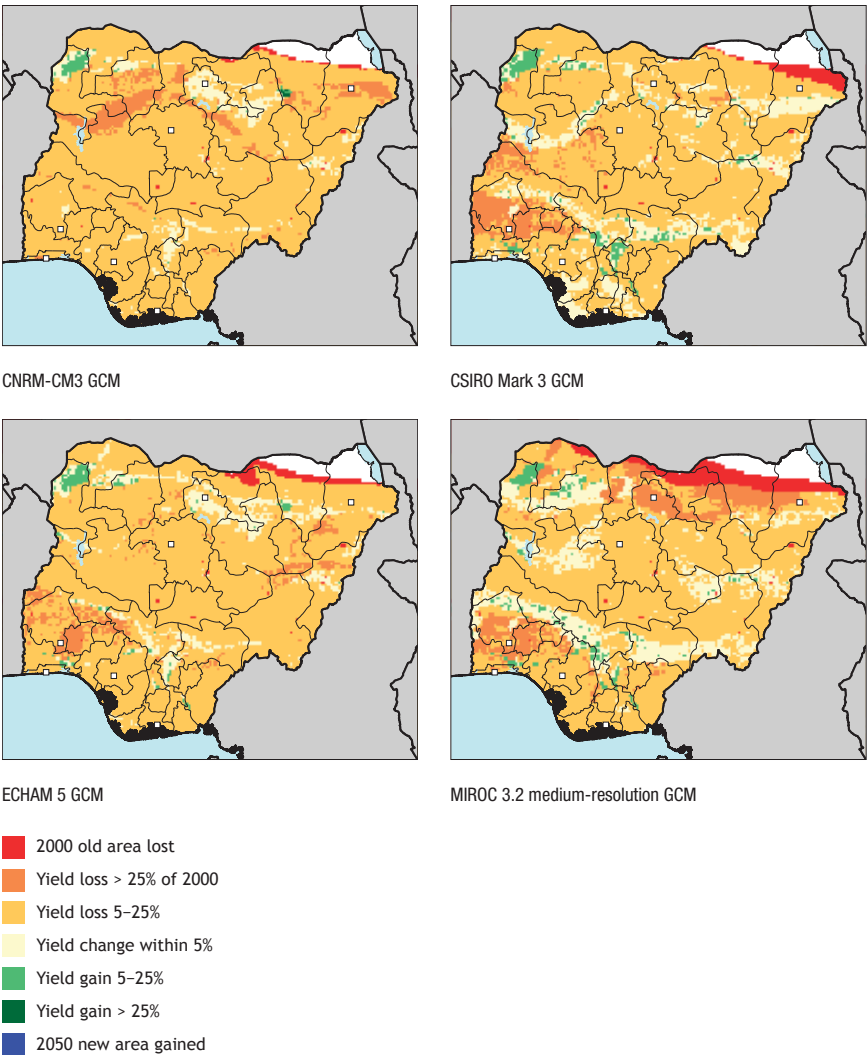 CNRM-CM3 GCM
CSIRO Mark 3 GCM
ECHAM 5 GCM
MIROC 3.2 medium-resolution GCM
2000 old area lost
Yield loss > 25% of 2000
Yield loss 5–25%
Yield change within 5%
Yield gain 5–25%
Yield gain > 25%
2050 new area gained